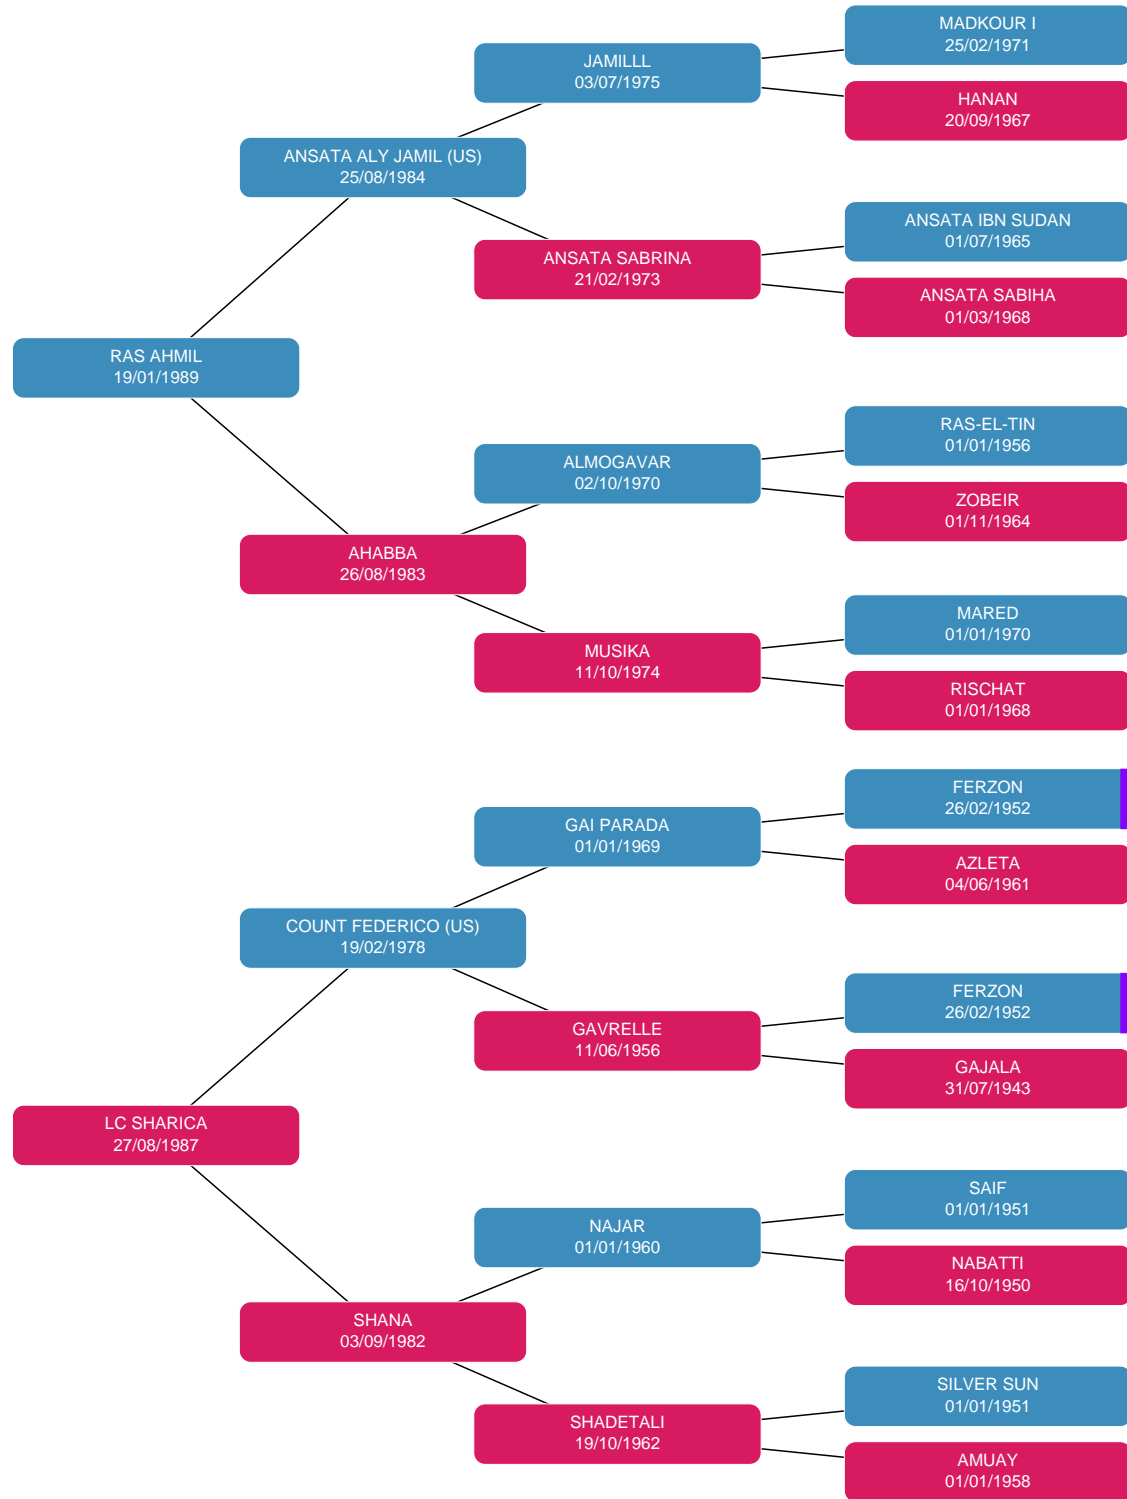 MADKOUR I
25/02/1971
JAMILLL
03/07/1975
HANAN
20/09/1967
ANSATA ALY JAMIL (US)
25/08/1984
ANSATA IBN SUDAN
01/07/1965
ANSATA SABRINA
21/02/1973
ANSATA SABIHA
01/03/1968
RAS AHMIL
19/01/1989
RAS-EL-TIN
01/01/1956
ALMOGAVAR
02/10/1970
ZOBEIR
01/11/1964
AHABBA
26/08/1983
MARED
01/01/1970
MUSIKA
11/10/1974
RISCHAT
01/01/1968
FERZON
26/02/1952
GAI PARADA
01/01/1969
AZLETA
04/06/1961
COUNT FEDERICO (US)
19/02/1978
FERZON
26/02/1952
GAVRELLE
11/06/1956
GAJALA
31/07/1943
LC SHARICA
27/08/1987
SAIF
01/01/1951
NAJAR
01/01/1960
NABATTI
16/10/1950
SHANA
03/09/1982
SILVER SUN
01/01/1951
SHADETALI
19/10/1962
AMUAY
01/01/1958